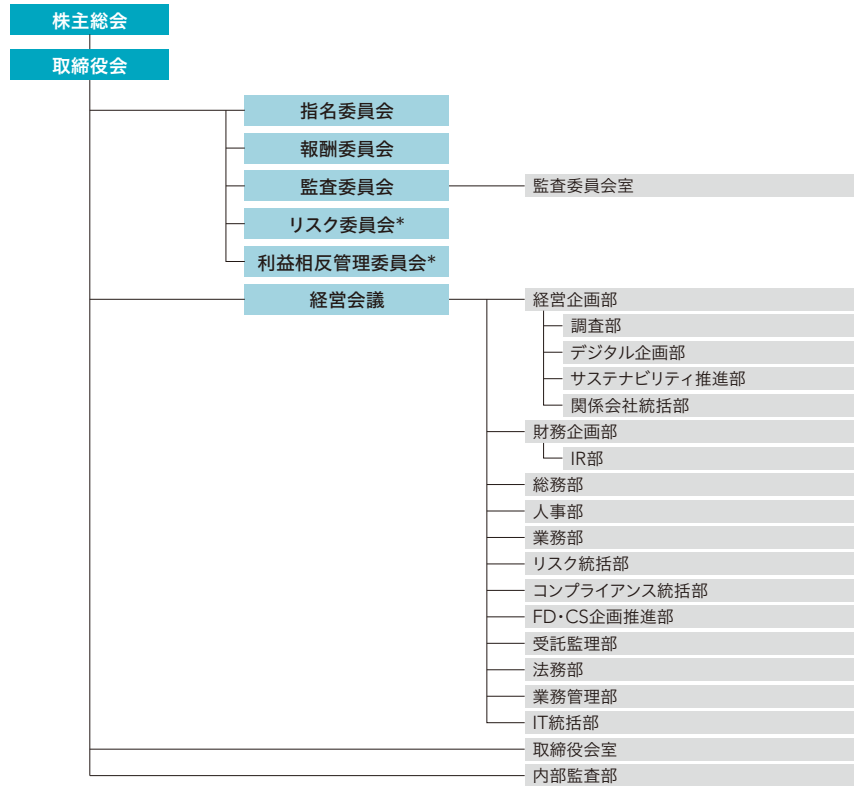 株主総会
取締役会
指名委員会
報酬委員会
監査委員会
監査委員会室
リスク委員会*
利益相反管理委員会*
経営会議
経営企画部
調査部
デジタル企画部
サステナビリティ推進部
関係会社統括部
財務企画部
IR部
総務部
人事部
業務部
リスク統括部
コンプライアンス統括部
FD・CS企画推進部
受託監理部
法務部
業務管理部
IT統括部
取締役会室
内部監査部